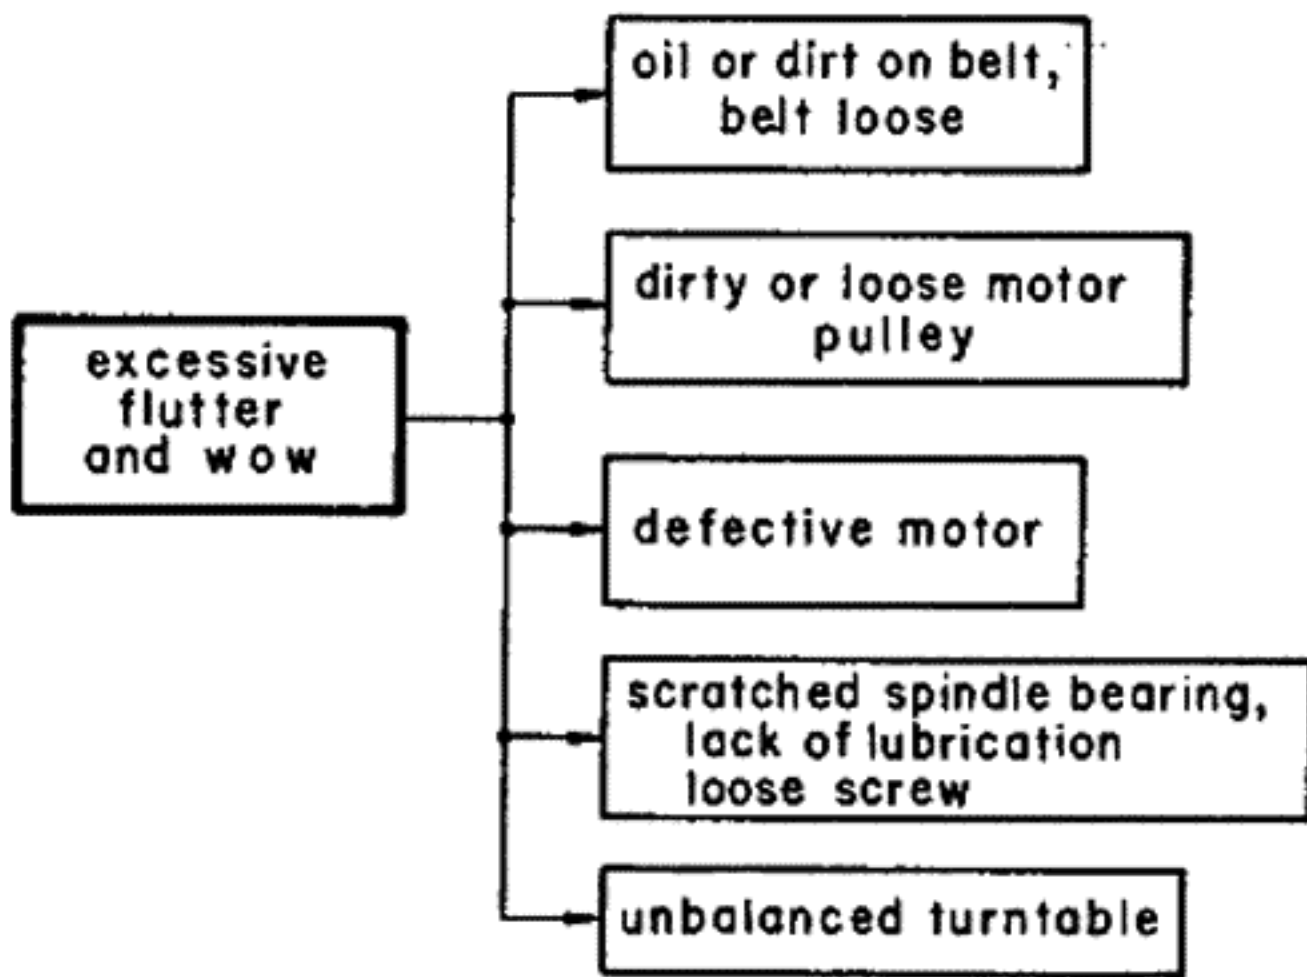 excessive
flutter
and wow
oil or dirt on belt,
belt loose
dirty or loose motor
pulley
defective motor
scratched spindle bearing,
lack of lubrication
loose screw
unbalanced turntable